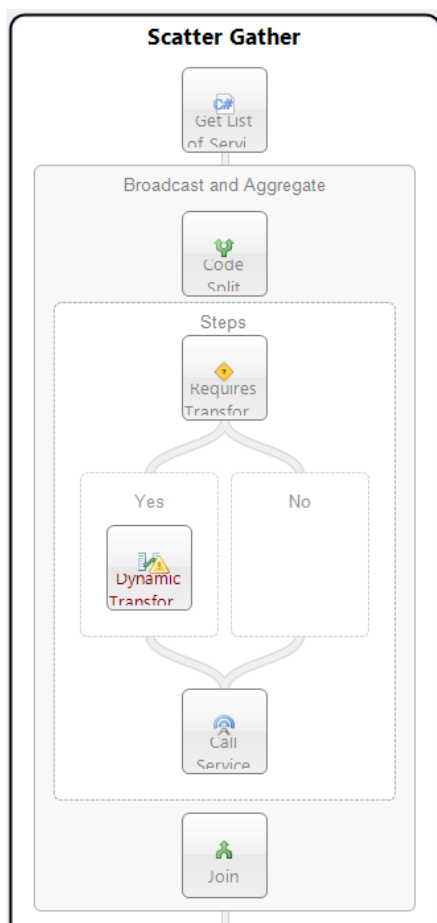 Scatter Gather
C#
Get List
of Servi...
Broadcast and Aggregate
Code
Split
Steps
?
Requires
Transfor...
Yes
No
Dynamic
Transfor...
Call
Service
Join